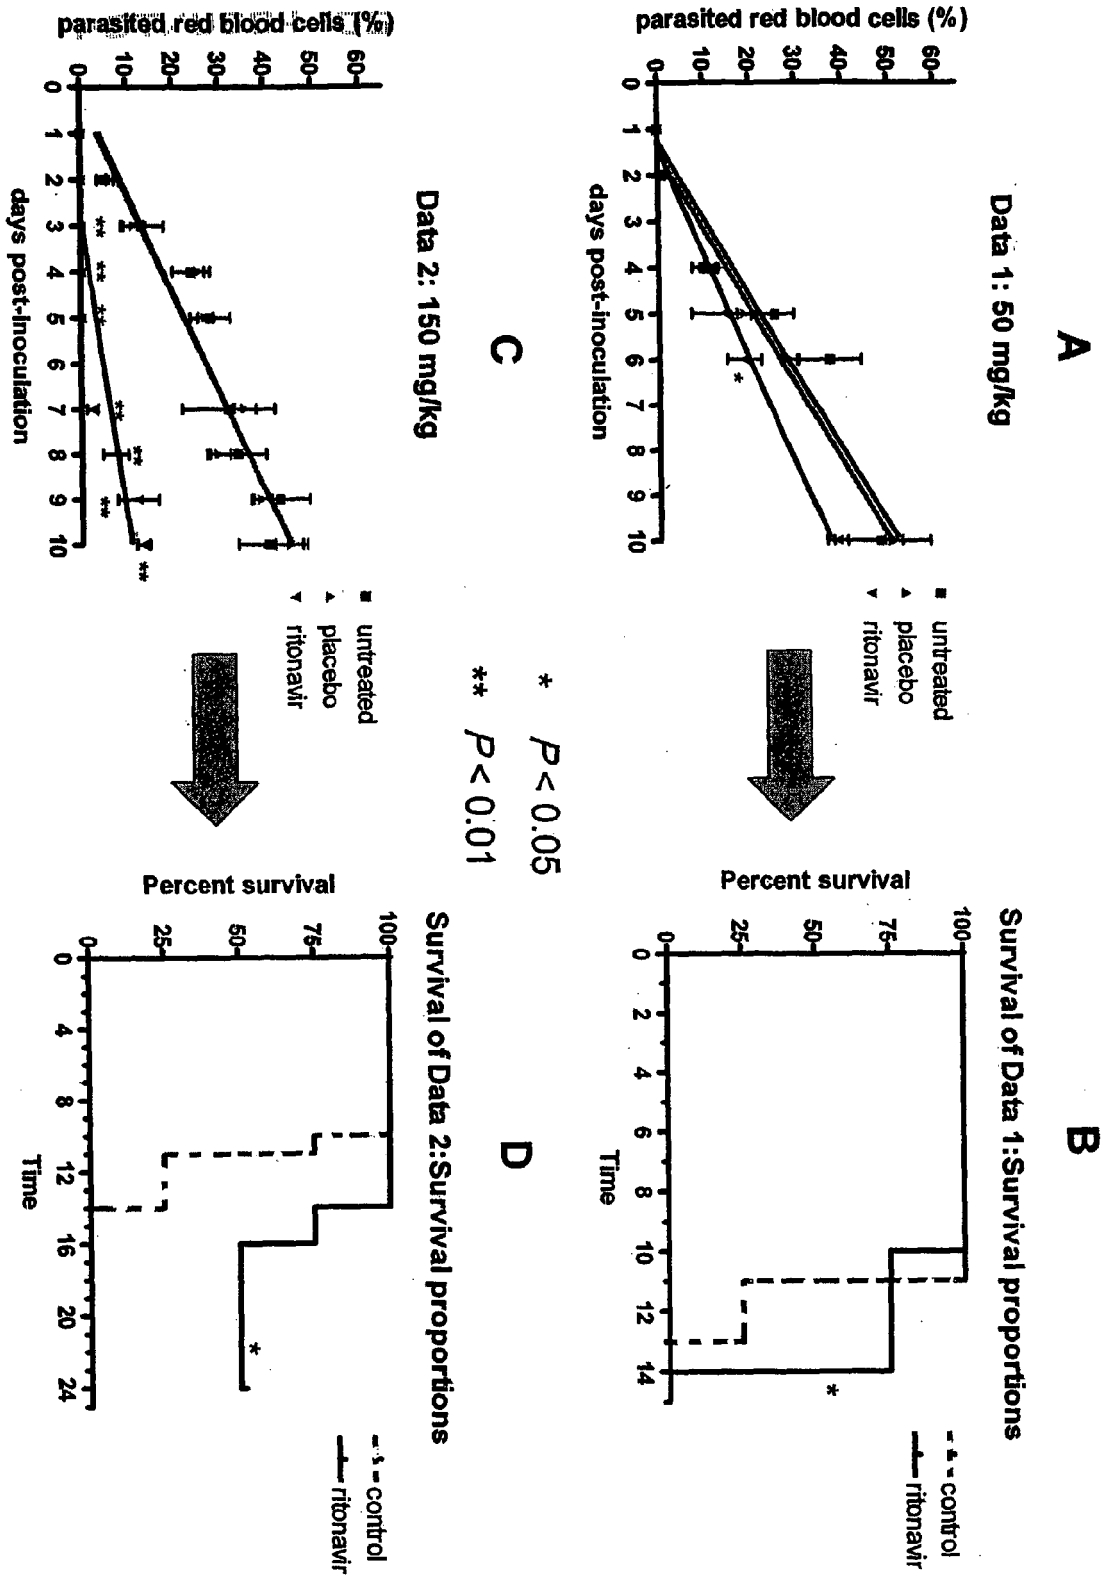 A
Data 1: 50 mg/kg
parasited red blood cells (%)
60
50
40
30
20
10
0
0 1 2 3 4 5 6 7 8 9 10
days post-inoculation
untreated
placebo
ritonavir
B
Survival of Data 1:Survival proportions
Percent survival
100
75
50
25
0
0 2 4 6 8 10 12 14
Time
control
ritonavir
*
*
* P < 0.05
** P < 0.01
C
Data 2: 150 mg/kg
parasited red blood cells (%)
60
50
40
30
20
10
0
0 1 2 3 4 5 6 7 8 9 10
days post-inoculation
** ** ** ** ** ** **
untreated
placebo
ritonavir
D
Survival of Data 2:Survival proportions
Percent survival
100
75
50
25
0
0 4 8 12 16 20 24
Time
*
control
ritonavir